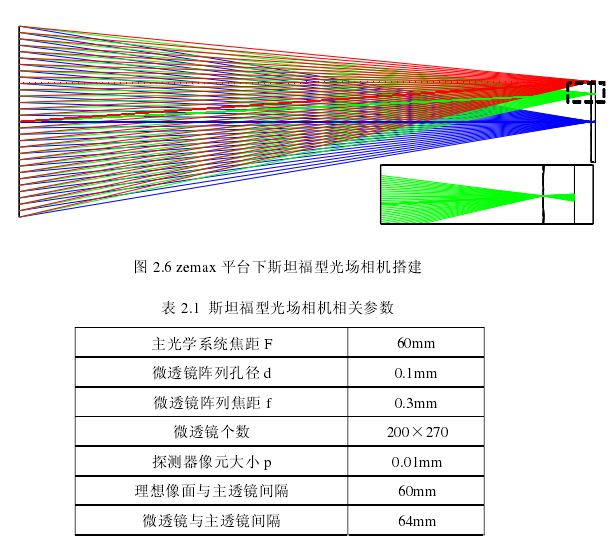 图 2.6 zemax 平台下斯坦福型光场相机搭建
表 2.1 斯坦福型光场相机相关参数
主光学系统焦距 F 60mm
微透镜阵列孔径 d 0.1mm
微透镜阵列焦距 f 0.3mm
微透镜个数 200×270
探测器像元大小 p 0.01mm
理想像面与主透镜间隔 60mm
微透镜与主透镜间隔 64mm